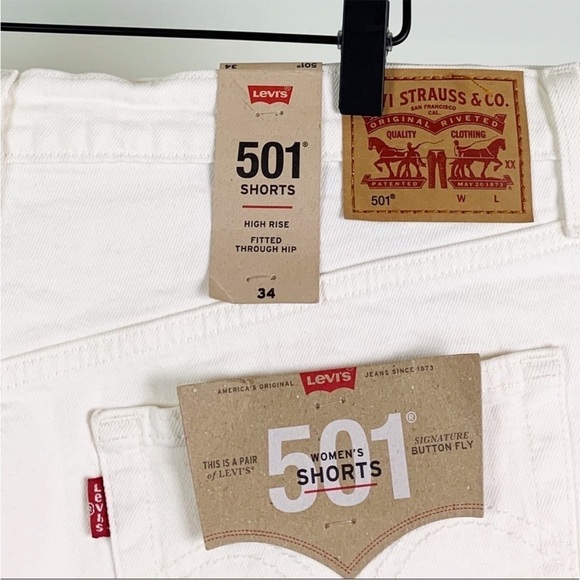 501®
34
Levi's
501®
SHORTS
HIGH RISE
FITTED
THROUGH HIP
34
VI STRAUSS & CO.
SAN FRANCISCO
CAL.
ORIGINAL RIVETED
QUALITY CLOTHING
XX
PATENTED MAY 20 1873
501® W L
AMERICA'S ORIGINAL Levi's JEANS SINCE 1873
501®
THIS IS A PAIR
of LEVI'S®
WOMEN'S
SHORTS
SIGNATURE
BUTTON FLY
Levi's
®